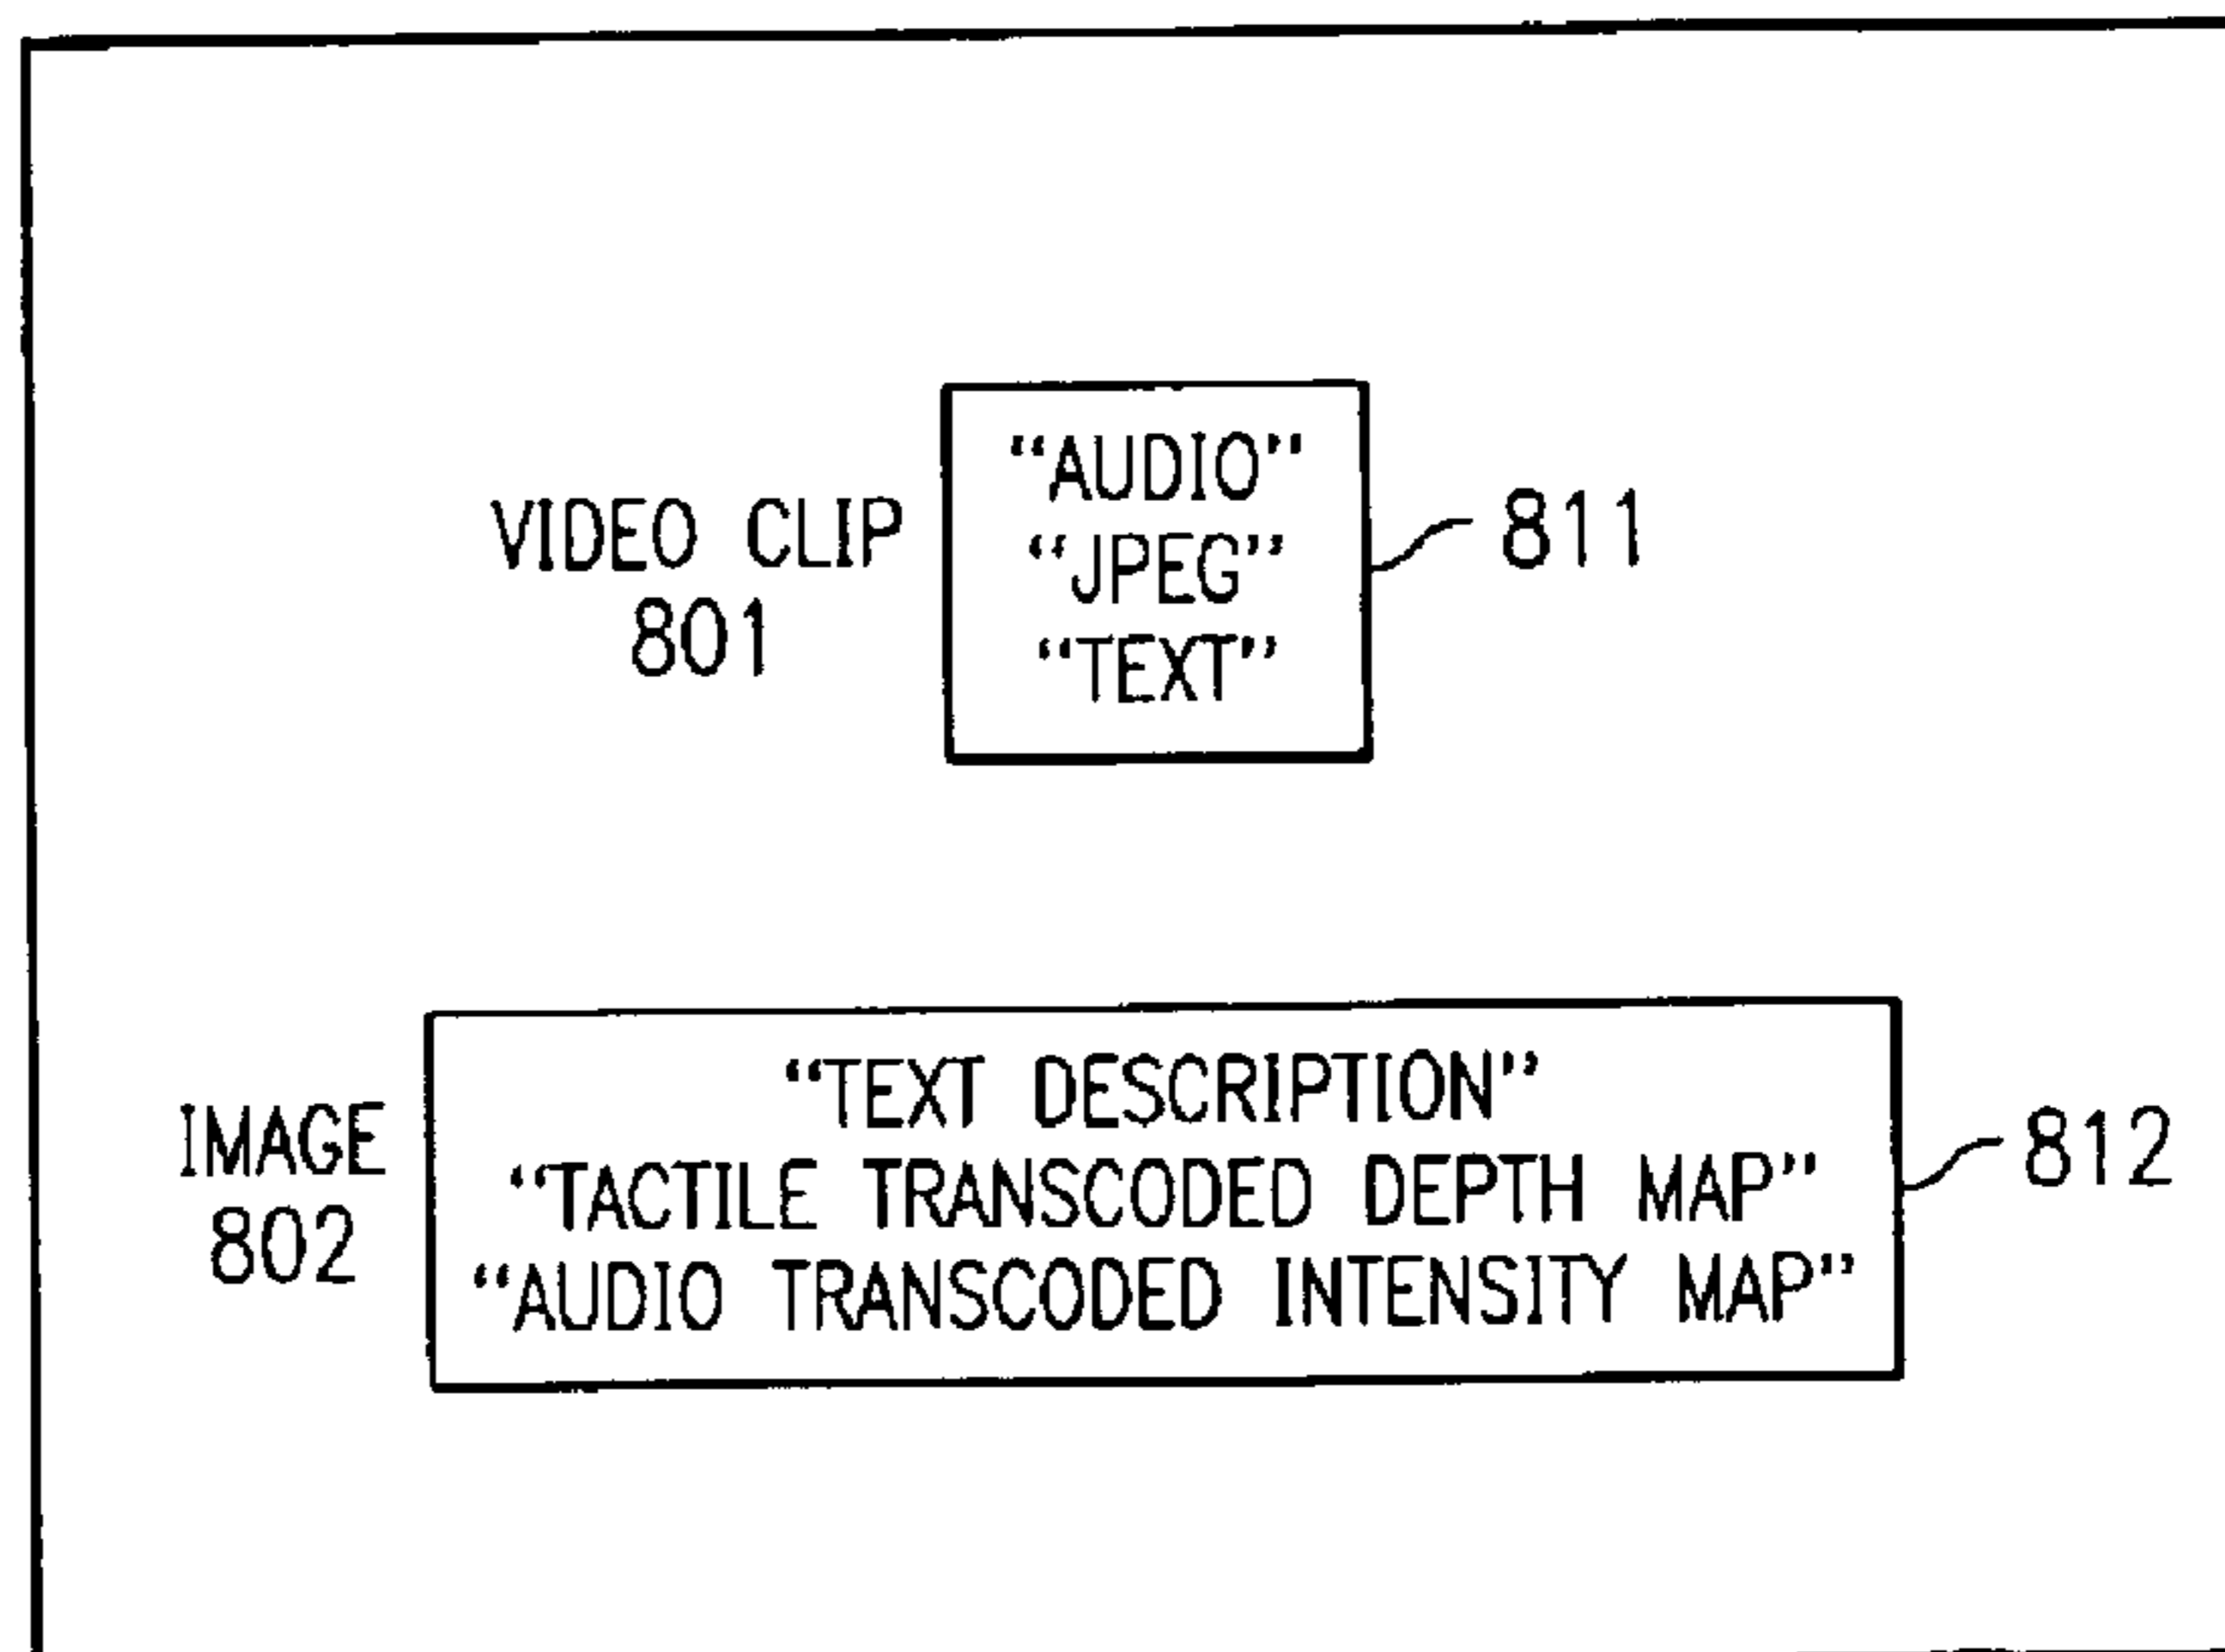 VIDEO CLIP
801
“AUDIO”
“JPEG”
“TEXT”
811
IMAGE
802
“TEXT DESCRIPTION”
“TACTILE TRANSCODED DEPTH MAP”
“AUDIO TRANSCODED INTENSITY MAP”
812